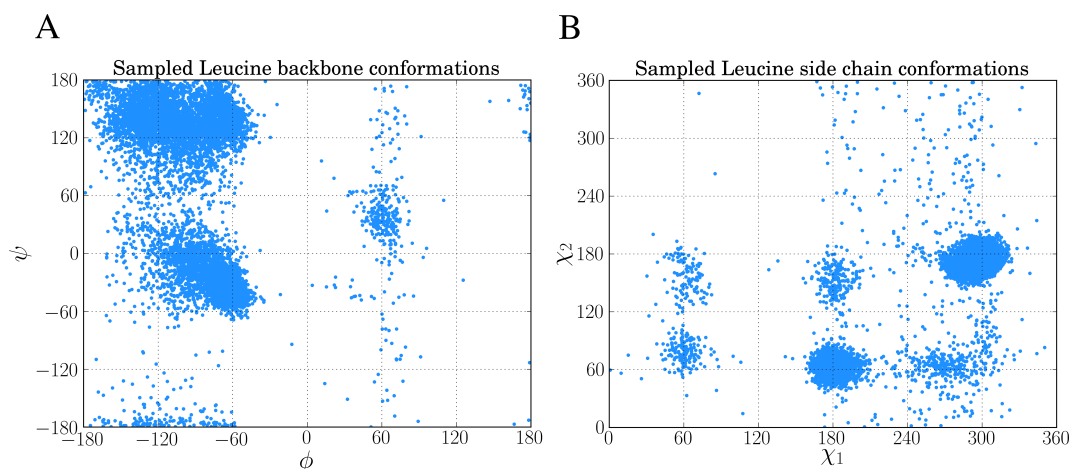 A
B
Sampled Leucine backbone conformations
Sampled Leucine side chain conformations
180
120
60
0
−60
−120
−180
ψ
−180 −120 −60 0 60 120 180
ϕ
360
300
240
180
120
60
0
χ2
0 60 120 180 240 300 360
χ1